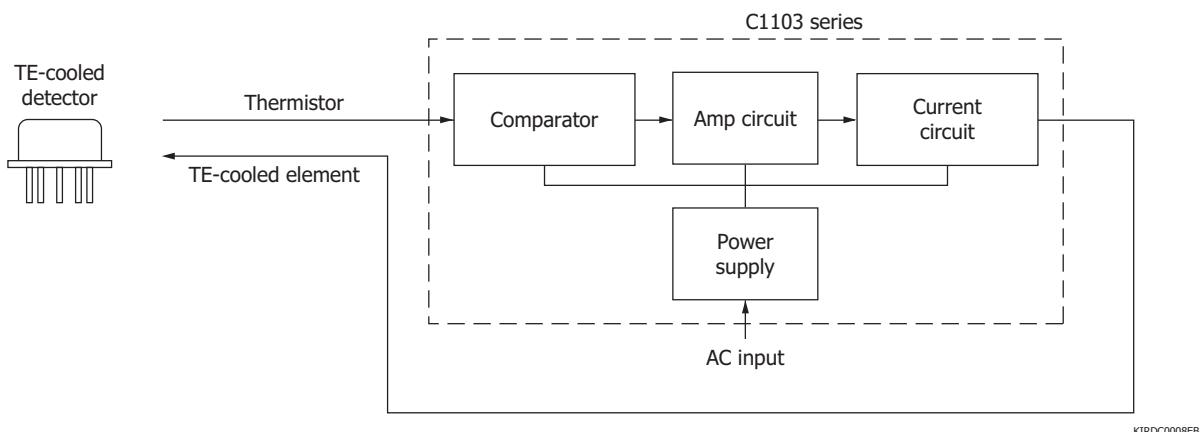 C1103 series
TE-cooled
detector
Thermistor
TE-cooled element
Comparator
Amp circuit
Current
circuit
Power
supply
AC input
KIRDC0008EB